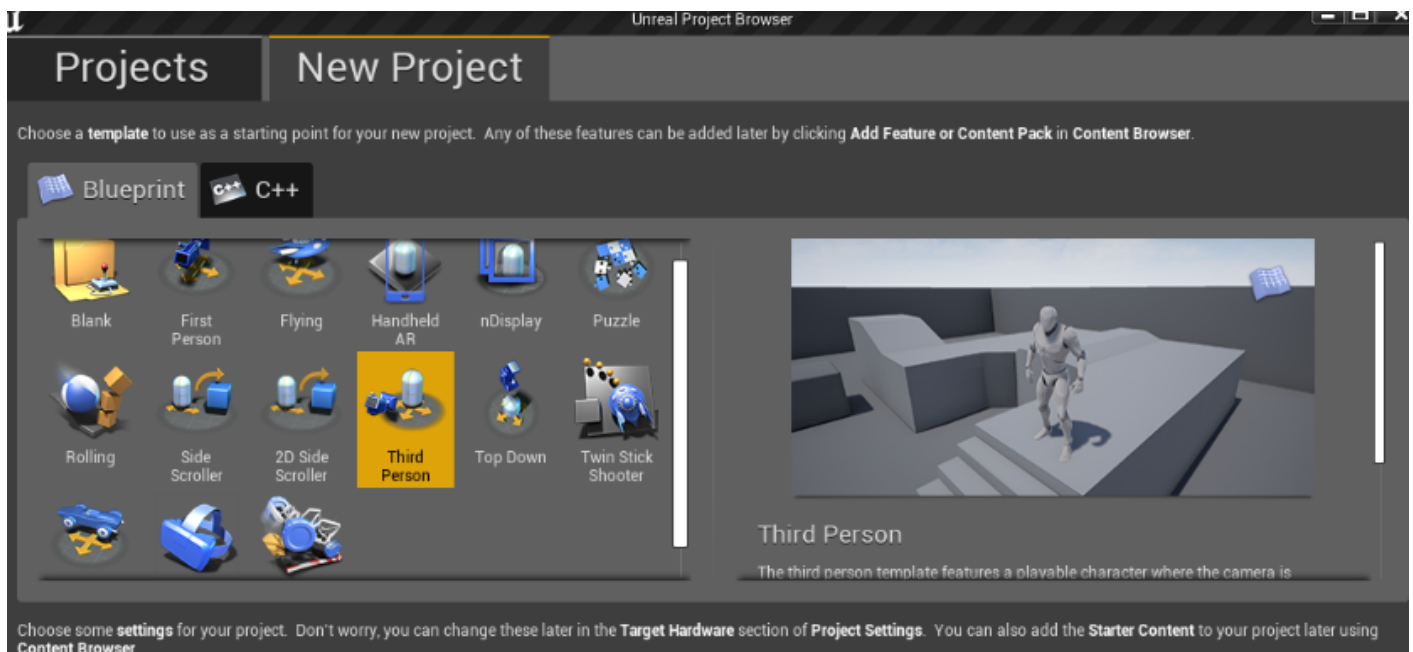 Unreal Project Browser
Projects
New Project
Choose a template to use as a starting point for your new project. Any of these features can be added later by clicking Add Feature or Content Pack in Content Browser.
Blueprint
C++
C++
Blank
First
Person
Flying
Handheld
AR
nDisplay
Puzzle
Rolling
Side
Scroller
2D Side
Scroller
Third
Person
Top Down
Twin Stick
Shooter
Third Person
The third person template features a playable character where the camera is
Choose some settings for your project. Don't worry, you can change these later in the Target Hardware section of Project Settings. You can also add the Starter Content to your project later using
Content Browser